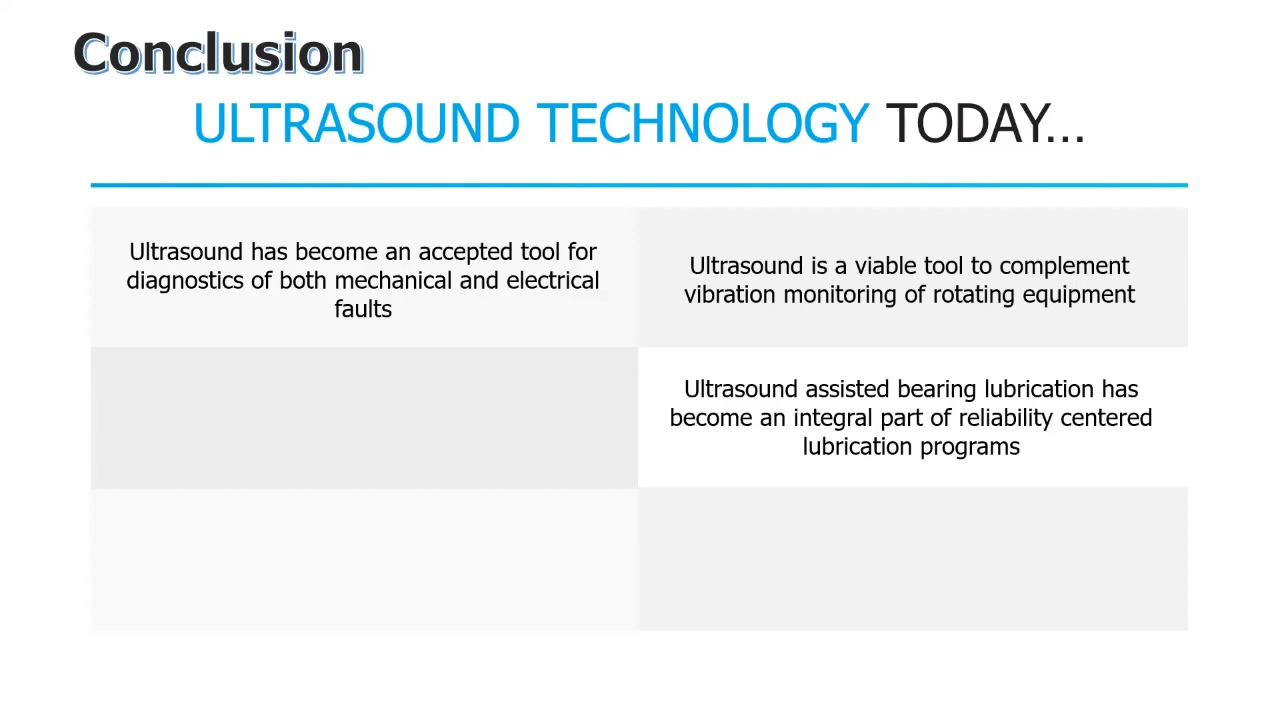 Conclusion
ULTRASOUND TECHNOLOGY TODAY...
Ultrasound has become an accepted tool for
diagnostics of both mechanical and electrical
faults
Ultrasound is a viable tool to complement
vibration monitoring of rotating equipment
Ultrasound assisted bearing lubrication has
become an integral part of reliability centered
lubrication programs